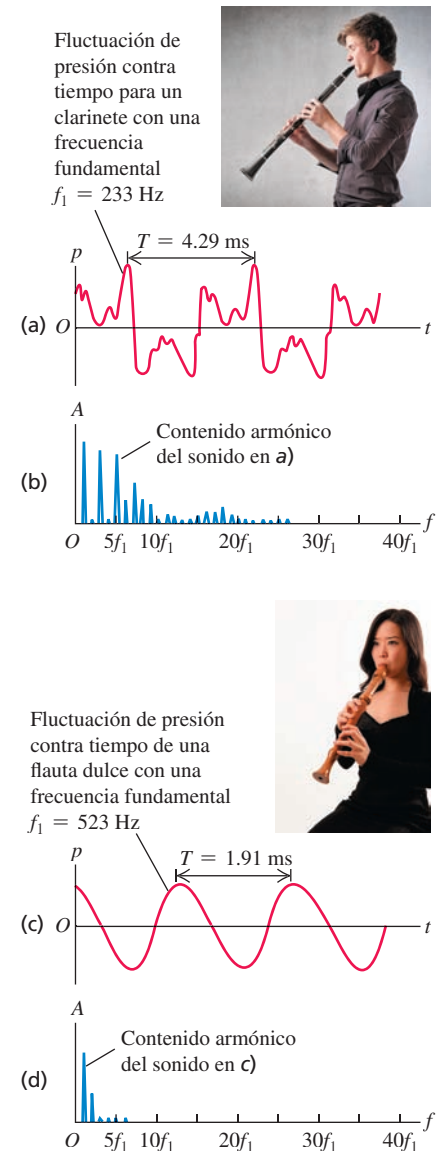 Fluctuación de
presión contra
tiempo para un
clarinete con una
frecuencia
fundamental
f₁ = 233 Hz
p
T = 4.29 ms
(a)
O
t
A
Contenido armónico
del sonido en a)
(b)
f
O 5f₁ 10f₁ 20f₁ 30f₁ 40f₁
Fluctuación de presión
contra tiempo de una
flauta dulce con una
frecuencia fundamental
f₁ = 523 Hz
p
T = 1.91 ms
(c)
O
t
A
Contenido armónico
del sonido en c)
(d)
f
O 5f₁ 10f₁ 20f₁ 30f₁ 40f₁